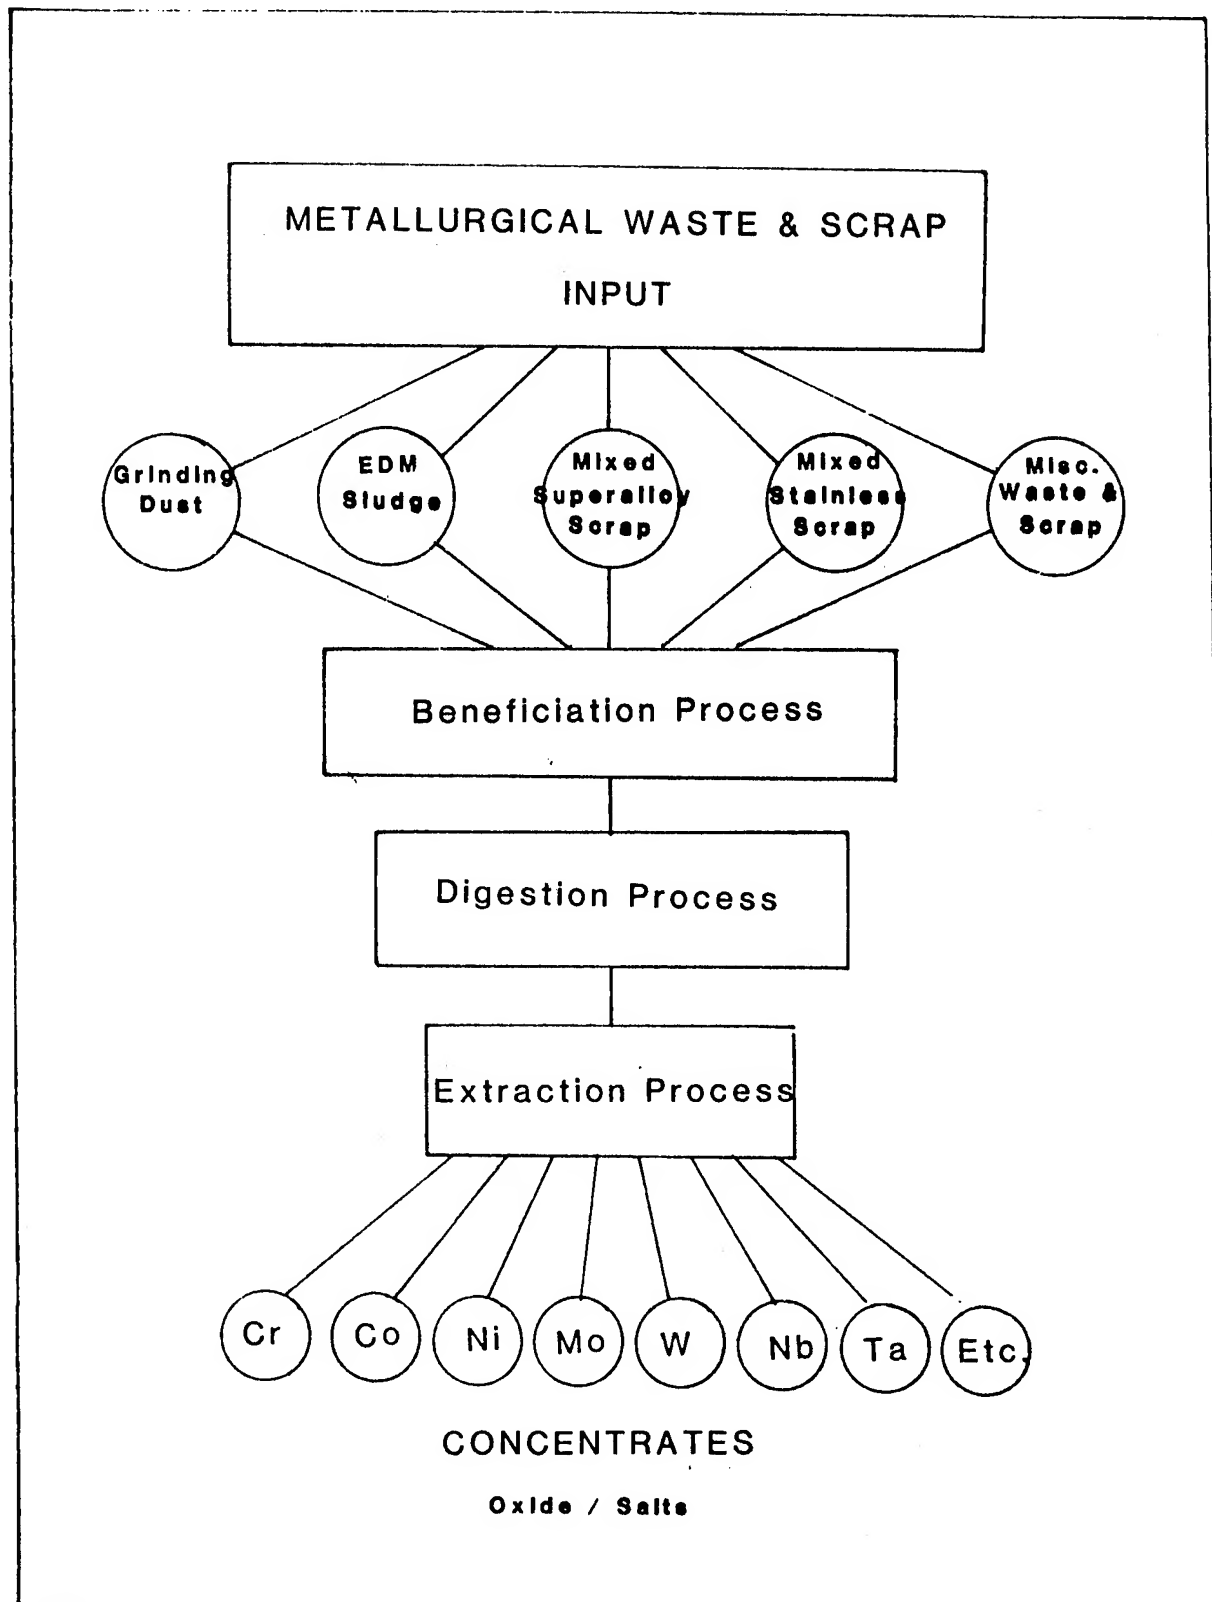 METALLURGICAL WASTE & SCRAP
INPUT
Grinding
Dust
EDM
Sludge
Mixed
Superalloy
Scrap
Mixed
Stainless
Scrap
Misc.
Waste &
Scrap
Beneficiation Process
Digestion Process
Extraction Process
Cr
Co
Ni
Mo
W
Nb
Ta
Etc.
CONCENTRATES
Oxide / Salts